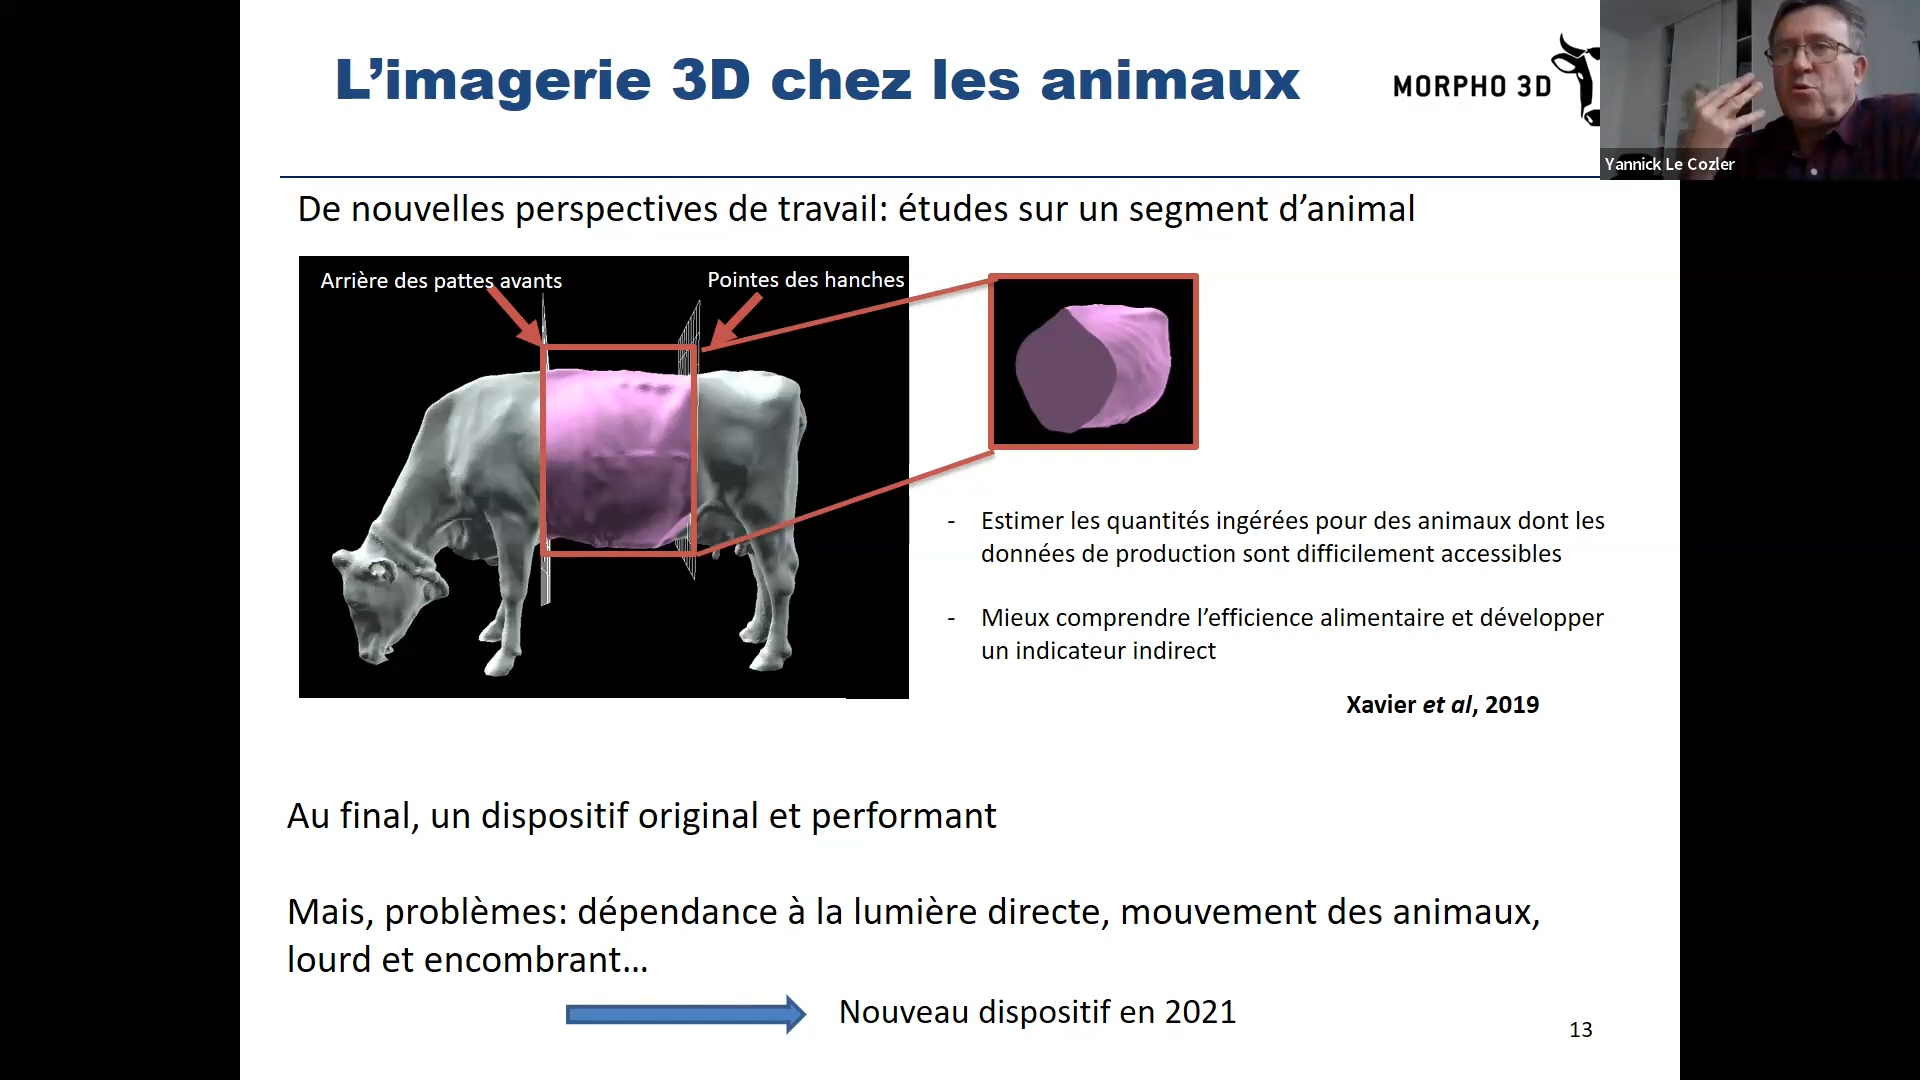 L’imagerie 3D chez les animaux
MORPHO 3D
Yannick Le Cozler
De nouvelles perspectives de travail: études sur un segment d’animal
Arrière des pattes avants
Pointes des hanches
- Estimer les quantités ingérées pour des animaux dont les
données de production sont difficilement accessibles
- Mieux comprendre l’efficience alimentaire et développer
un indicateur indirect
Xavier et al, 2019
Au final, un dispositif original et performant
Mais, problèmes: dépendance à la lumière directe, mouvement des animaux,
lourd et encombrant…
Nouveau dispositif en 2021
13